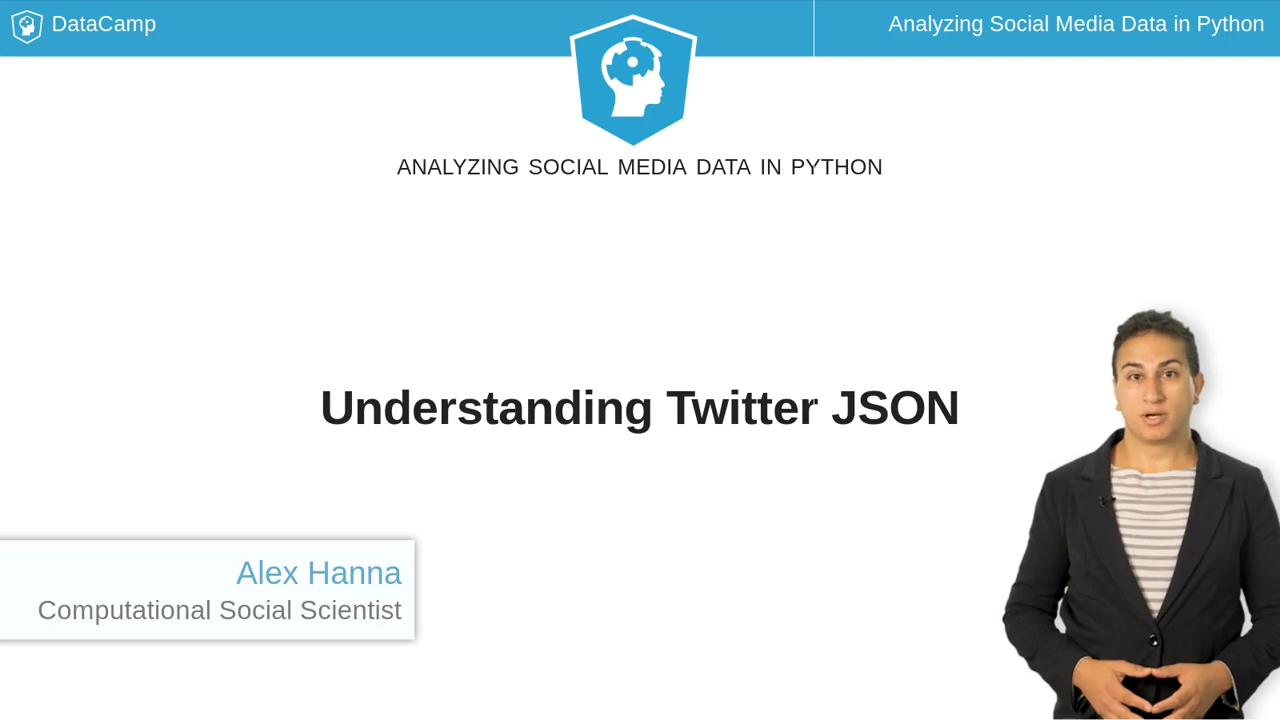 DataCamp
Analyzing Social Media Data in Python
ANALYZING SOCIAL MEDIA DATA IN PYTHON
Understanding Twitter JSON
Alex Hanna
Computational Social Scientist